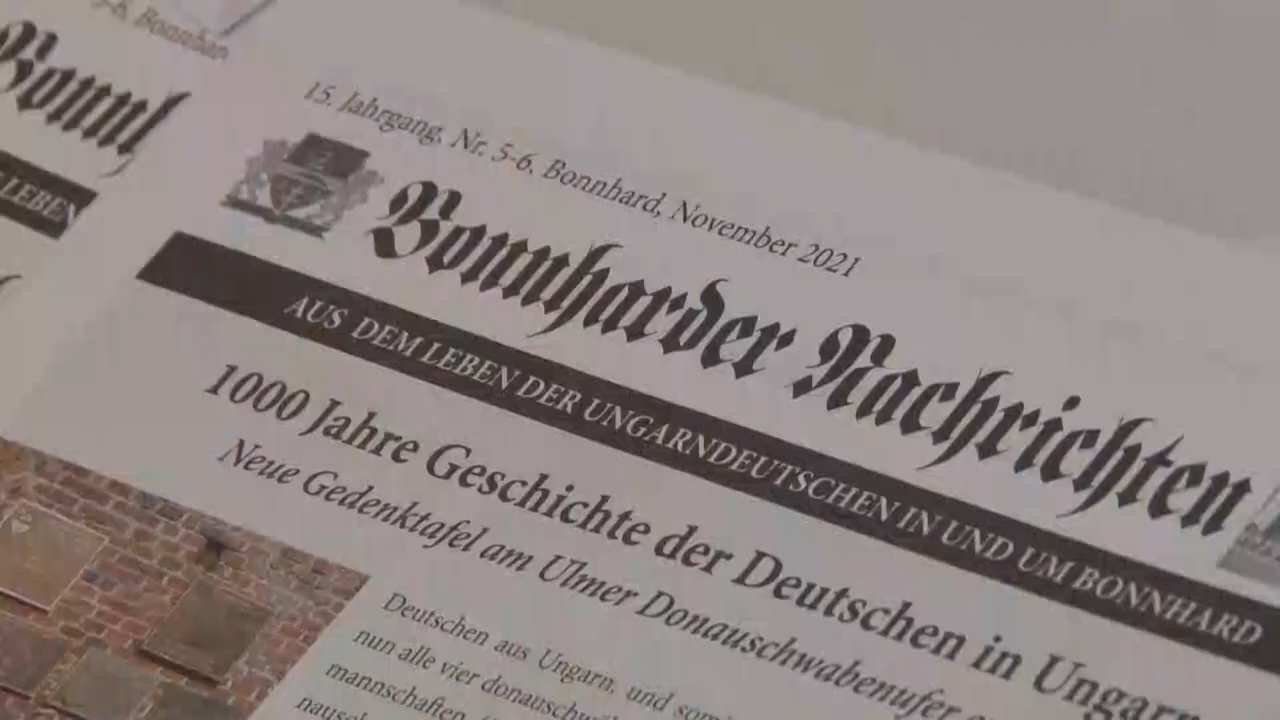 15. Jahrgang, Nr. 5-6, Bonnhard, November 2021
Bonnharder Nachrichten
AUS DEM LEBEN DER UNGARNDEUTSCHEN IN UND UM BONNHARD
1000 Jahre Geschichte der Deutschen in Ungarn
Neue Gedenktafel am Ulmer Donauschwabenufer
Deutschen aus Ungarn, und
nun alle vier
mannschaften
LEBEN